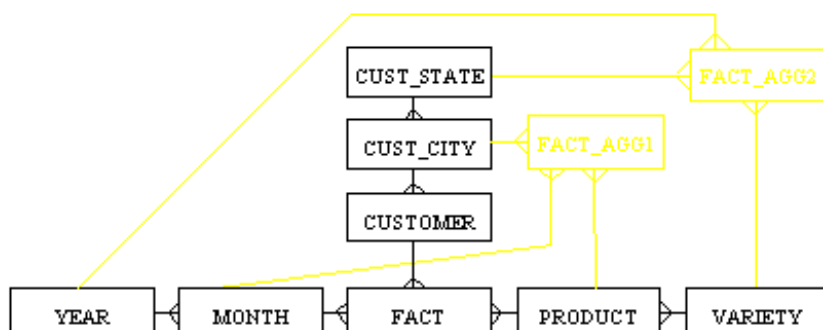 CUST_STATE
FACT_AGG2
CUST_CITY
FACT_AGG1
CUSTOMER
YEAR
MONTH
FACT
PRODUCT
VARIETY